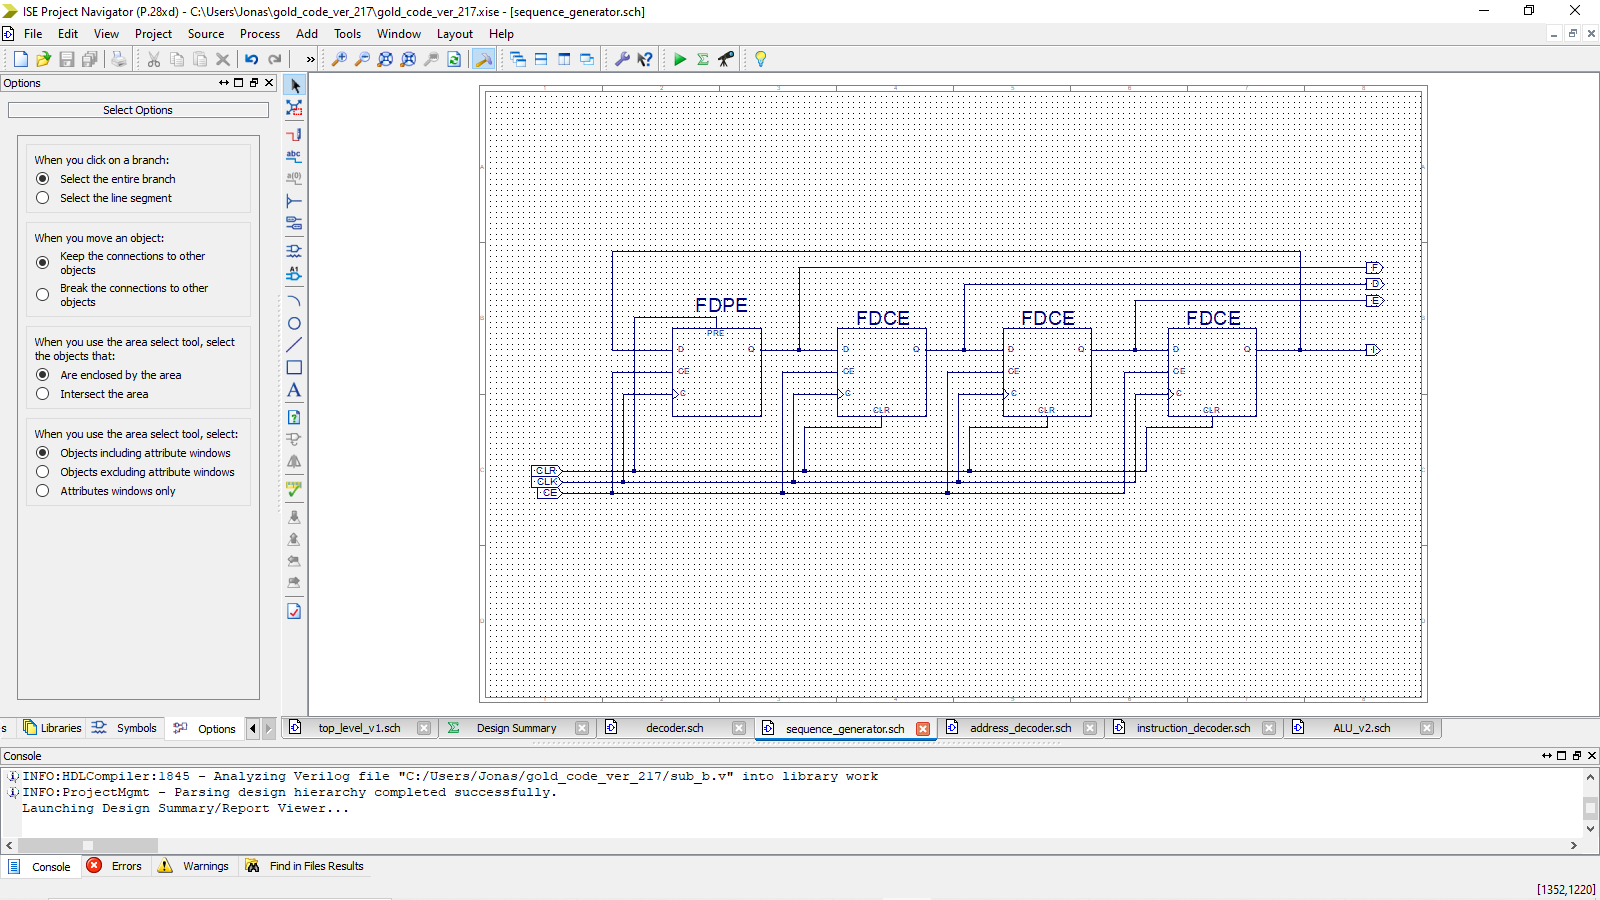 ISE Project Navigator (P.28xd) - C:\Users\Jonas\gold_code_ver_217\gold_code_ver_217.xise - [sequence_generator.sch]
File Edit View Project Source Process Add Tools Window Layout Help
Options
Select Options
When you click on a branch:
Select the entire branch
Select the line segment
When you move an object:
Keep the connections to other
objects
Break the connections to other
objects
When you use the area select tool, select
the objects that:
Are enclosed by the area
Intersect the area
When you use the area select tool, select:
Objects including attribute windows
Objects excluding attribute windows
Attributes windows only
abc
a(0)
A1
A
F
D
E
I
FDPE
FDCE
FDCE
FDCE
PRE
D Q D Q D Q D Q
CE CE CE CE
C C C C
CLR CLR CLR
CLR
CLK
CE
s Libraries Symbols Options
top_level_v1.sch Design Summary decoder.sch sequence_generator.sch address_decoder.sch instruction_decoder.sch ALU_v2.sch
Console
INFO:HDLCompiler:1845 - Analyzing Verilog file "C:/Users/Jonas/gold_code_ver_217/sub_b.v" into library work
INFO:ProjectMgmt - Parsing design hierarchy completed successfully.
Launching Design Summary/Report Viewer...
Console Errors Warnings Find in Files Results
[1352,1220]